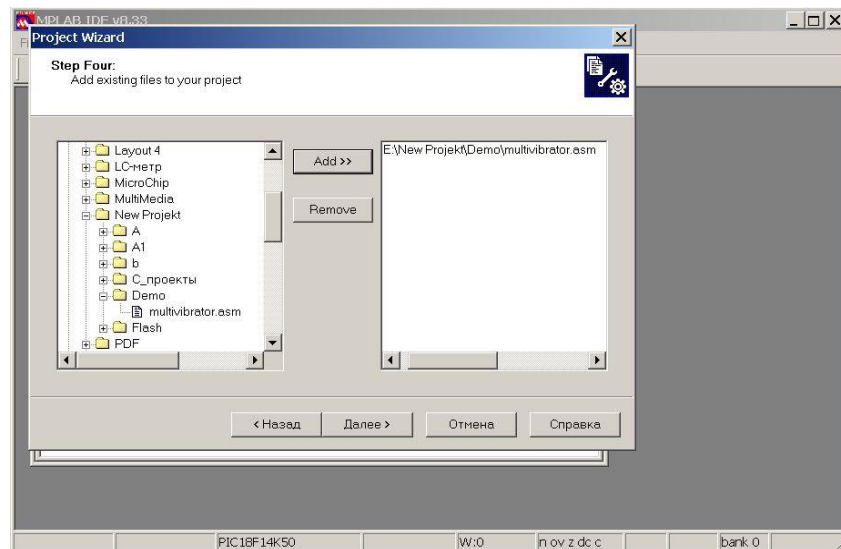 MPLAB IDE v8.33
Project Wizard
Step Four:
Add existing files to your project
Layout 4
LC-метр
MicroChip
MultiMedia
New Projekt
A
A1
b
C_проекты
Demo
multivibrator.asm
Flash
PDF
Add >>
Remove
E:\New Projekt\Demo\multivibrator.asm
< Назад
Далее >
Отмена
Справка
PIC18F14K50 W:0 n ov z dc c bank 0